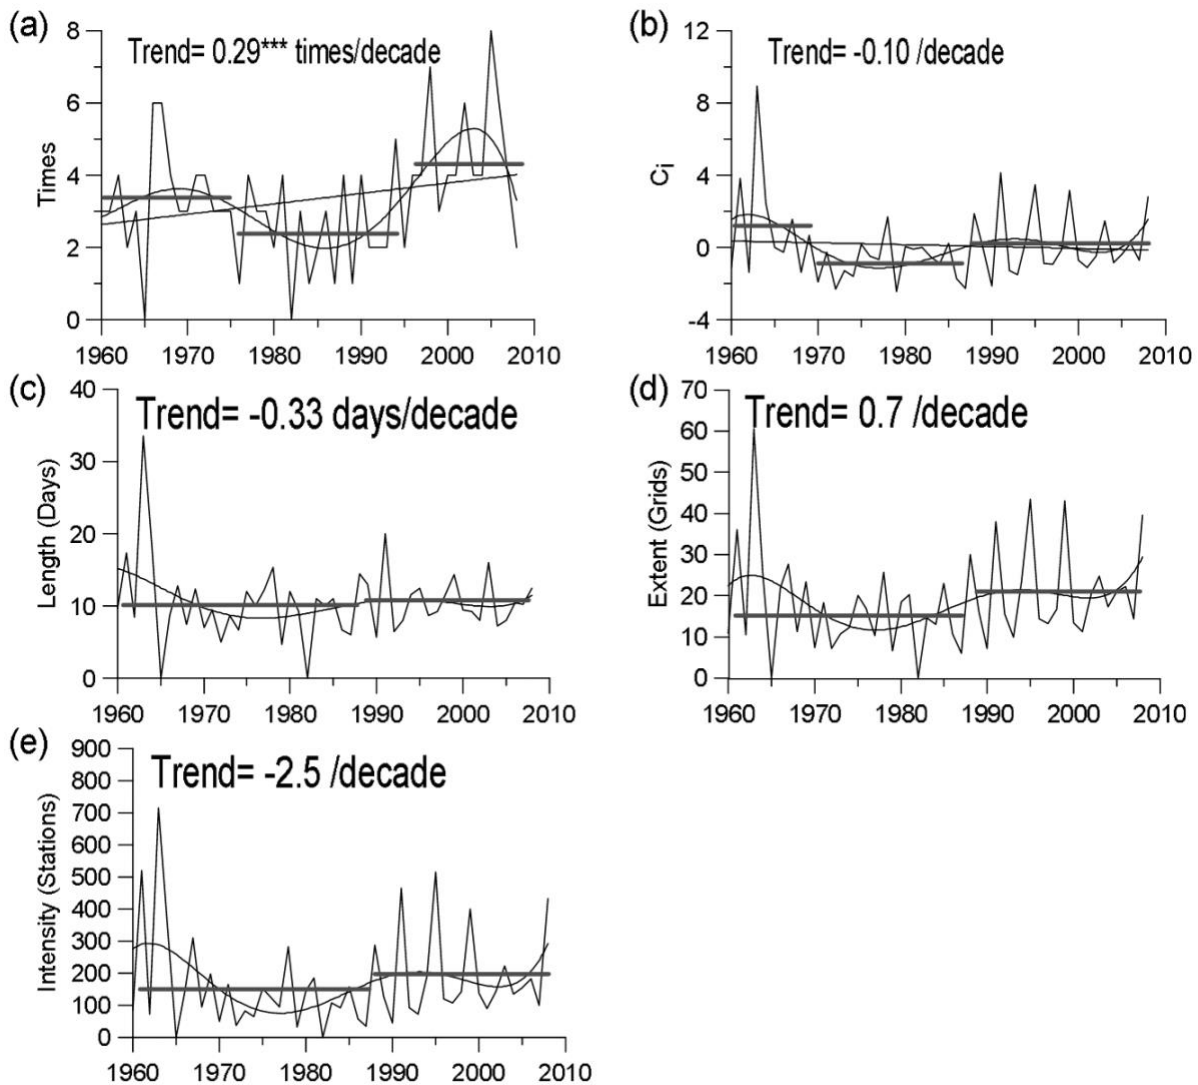 (a)
Trend= 0.29*** times/decade
Times
8
6
4
2
0
1960 1970 1980 1990 2000 2010
(b)
Trend= -0.10 /decade
Ci
12
8
4
0
-4
1960 1970 1980 1990 2000 2010
(c)
Trend= -0.33 days/decade
Length (Days)
40
30
20
10
0
1960 1970 1980 1990 2000 2010
(d)
Trend= 0.7 /decade
Extent (Grids)
70
60
50
40
30
20
10
0
1960 1970 1980 1990 2000 2010
(e)
Trend= -2.5 /decade
Intensity (Stations)
900
800
700
600
500
400
300
200
100
0
1960 1970 1980 1990 2000 2010